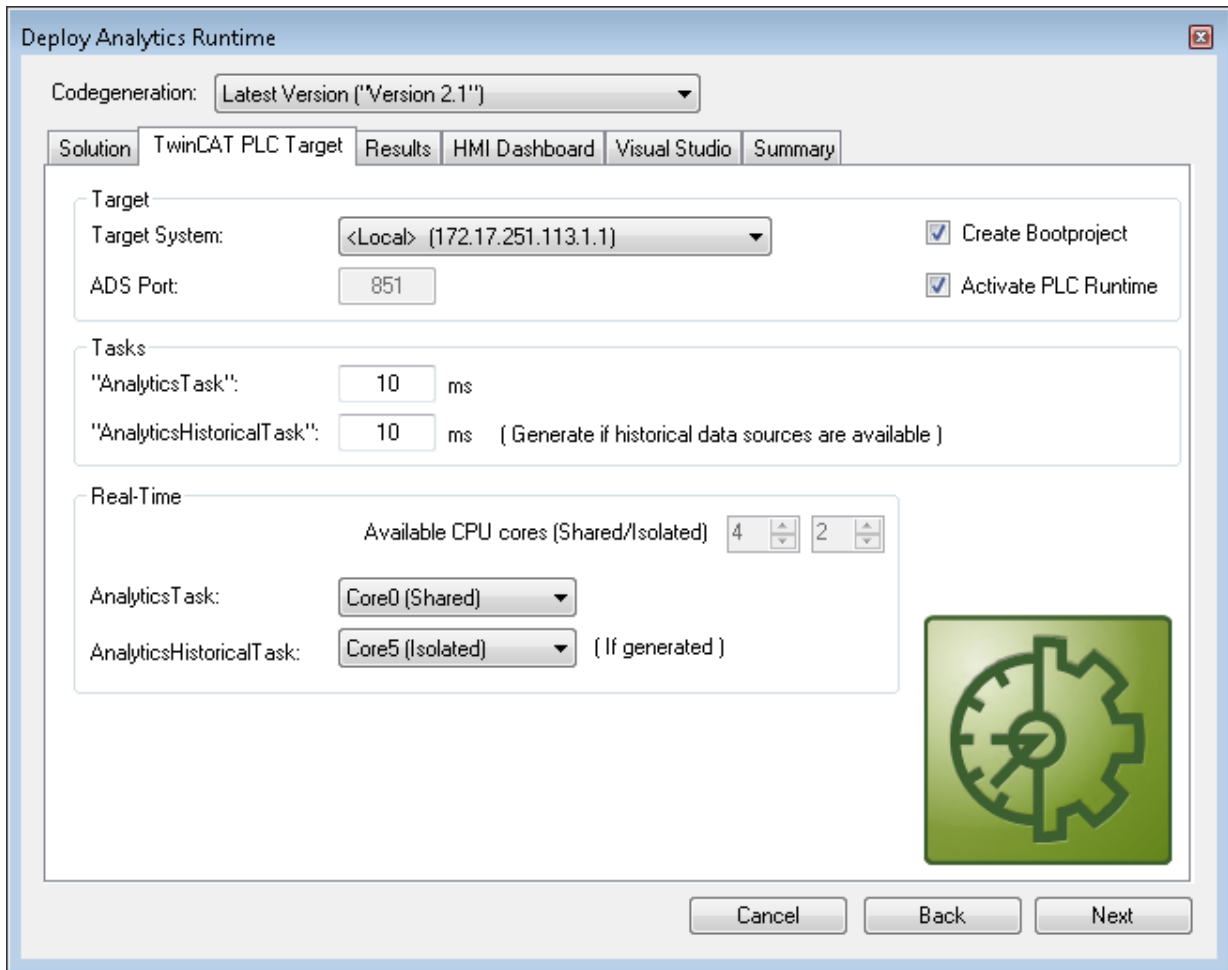 Deploy Analytics Runtime
Codegeneration: Latest Version ("Version 2.1")
Solution TwinCAT PLC Target Results HMI Dashboard Visual Studio Summary
Target
Target System: <Local> (172.17.251.113.1.1) Create Bootproject
ADS Port: 851 Activate PLC Runtime
Tasks
"AnalyticsTask": 10 ms
"AnalyticsHistoricalTask": 10 ms ( Generate if historical data sources are available )
Real-Time
Available CPU cores (Shared/Isolated) 4 2
AnalyticsTask: Core0 (Shared)
AnalyticsHistoricalTask: Core5 (Isolated) ( If generated )
Cancel Back Next